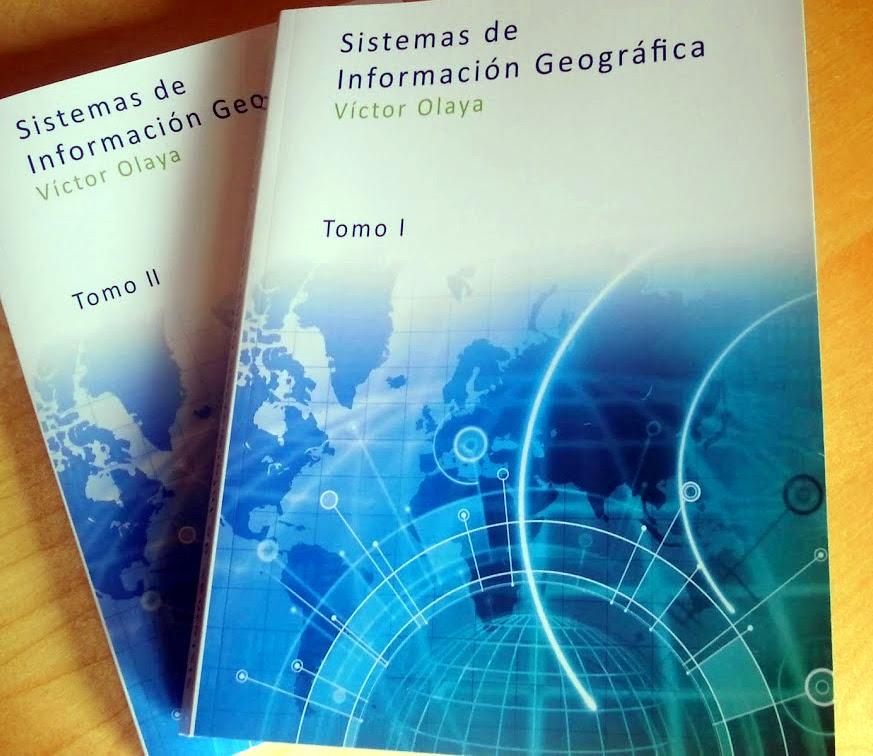 Sistemas de
Información Geo
Víctor Olaya
Tomo II
Sistemas de
Información Geográfica
Víctor Olaya
Tomo I